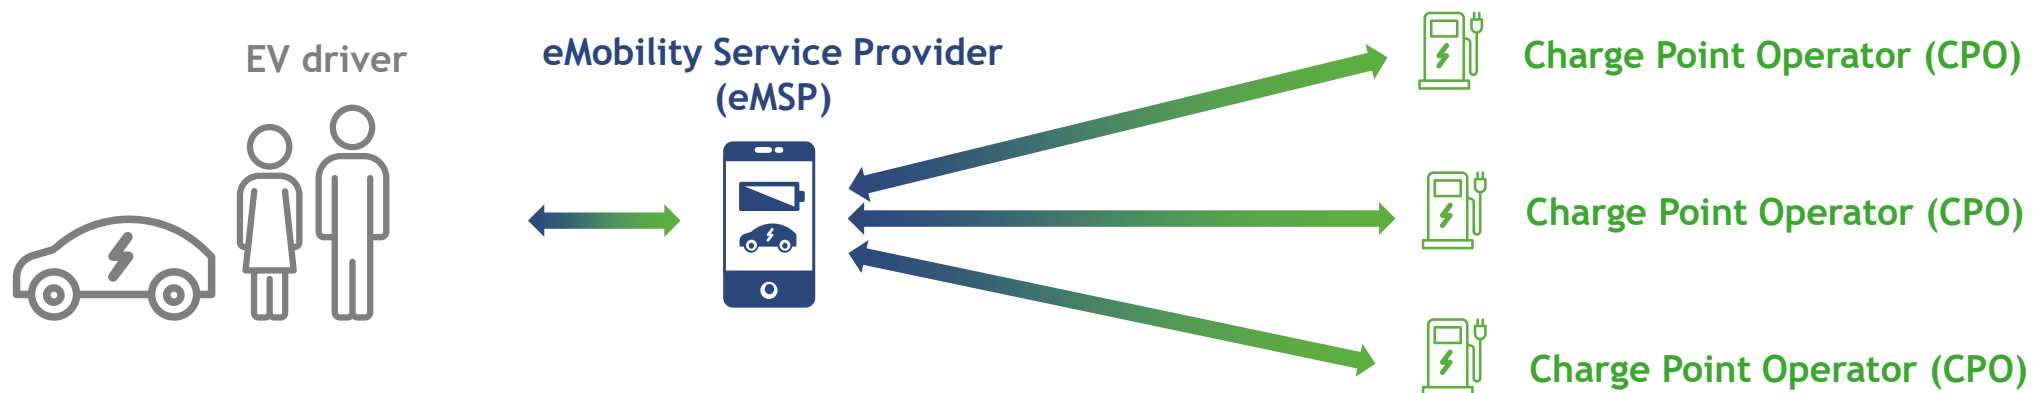 EV driver
eMobility Service Provider
(eMSP)
Charge Point Operator (CPO)
Charge Point Operator (CPO)
Charge Point Operator (CPO)